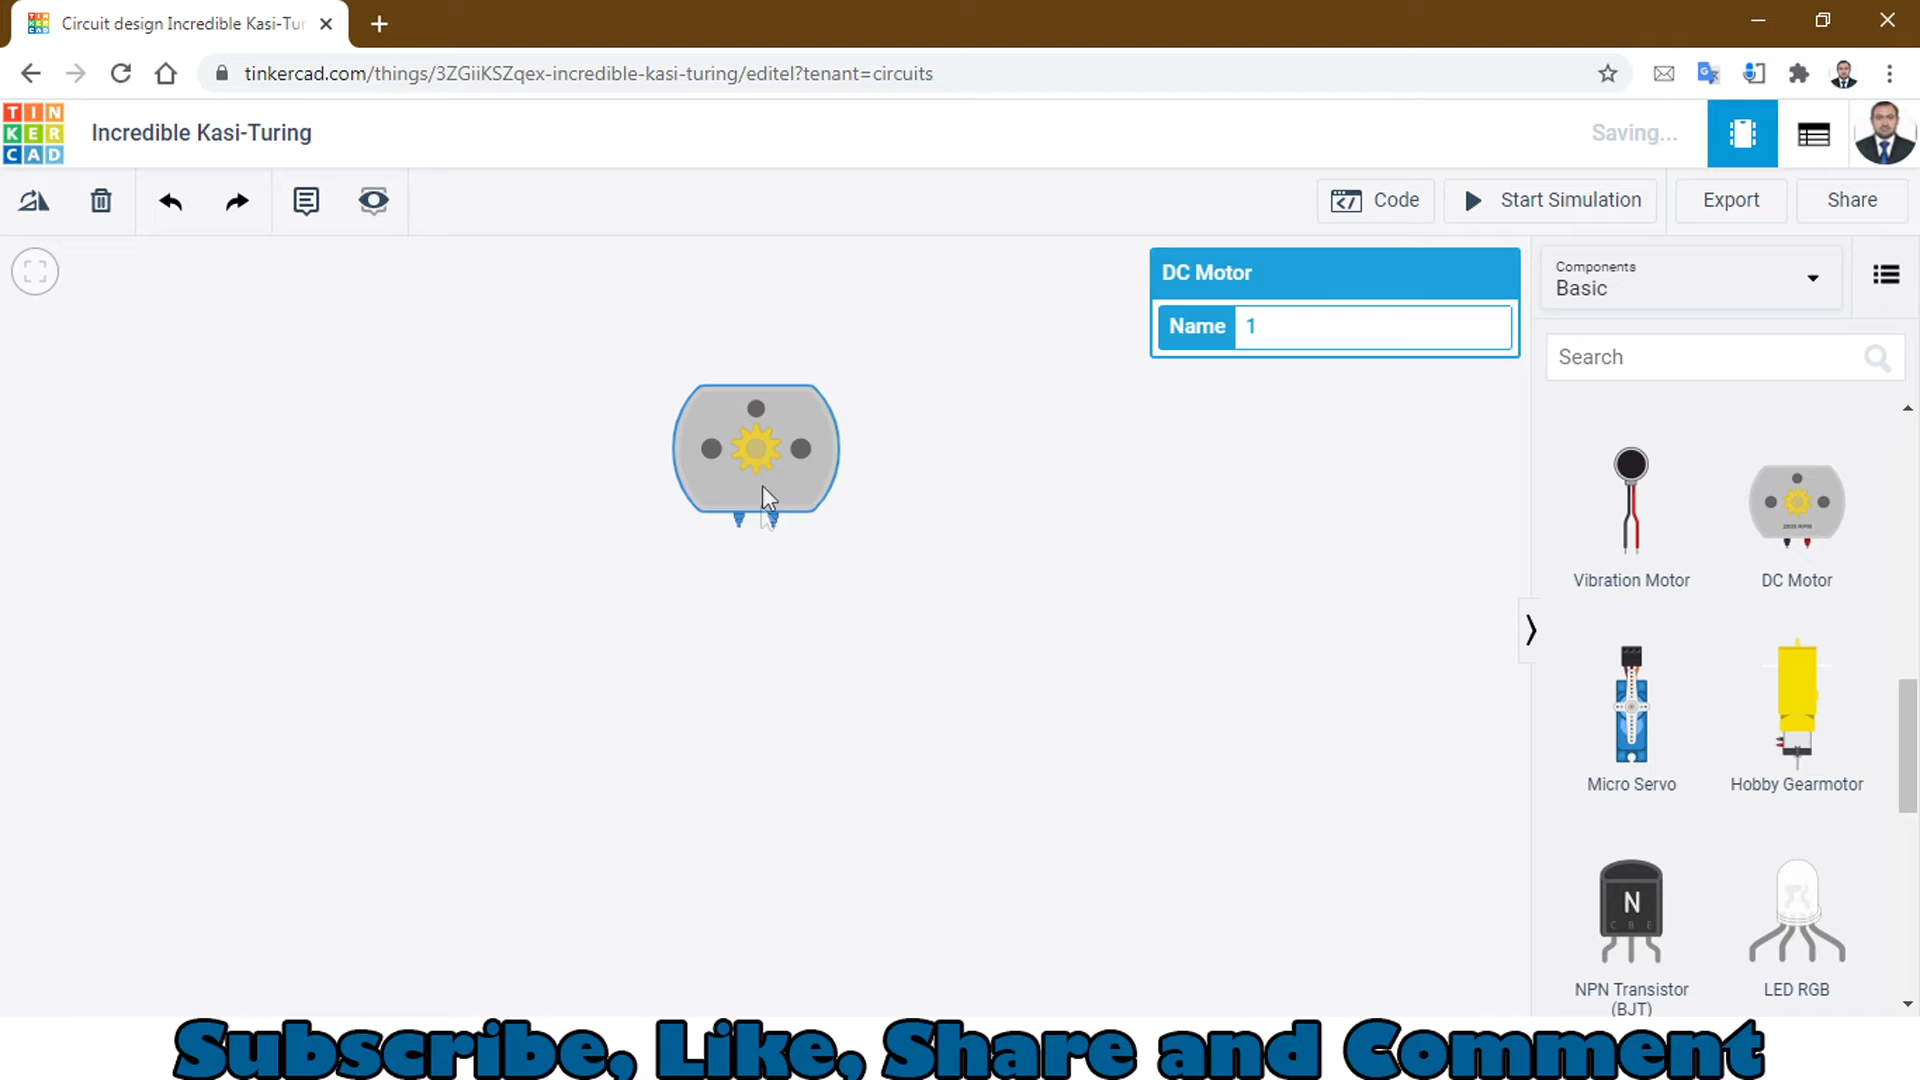 Circuit design Incredible Kasi-Tur
tinkercad.com/things/3ZGiiKSZqex-incredible-kasi-turing/editel?tenant=circuits
TIN
KER
CAD
Incredible Kasi-Turing
Saving...
Code
Start Simulation
Export
Share
DC Motor
Name 1
Components
Basic
Search
Vibration Motor
DC Motor
Micro Servo
Hobby Gearmotor
N
C B E
NPN Transistor
(BJT)
LED RGB
Subscribe, Like, Share and Comment